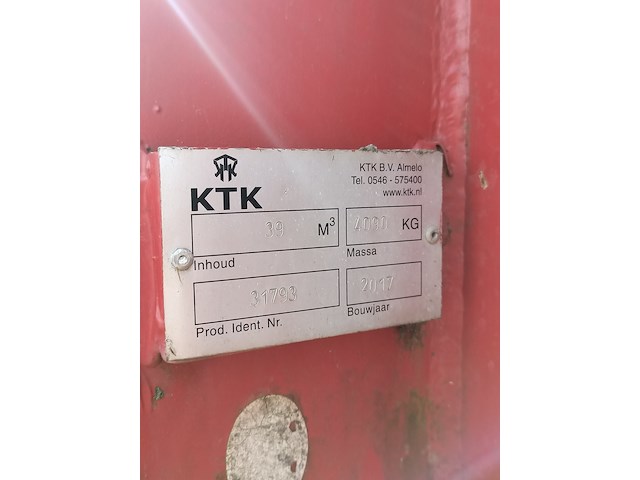 KTK
KTK B.V. Almelo
Tel. 0546 - 575400
www.ktk.nl
39 M³
KG
Inhoud
Massa
31793
2017
Prod. Ident. Nr.
Bouwjaar